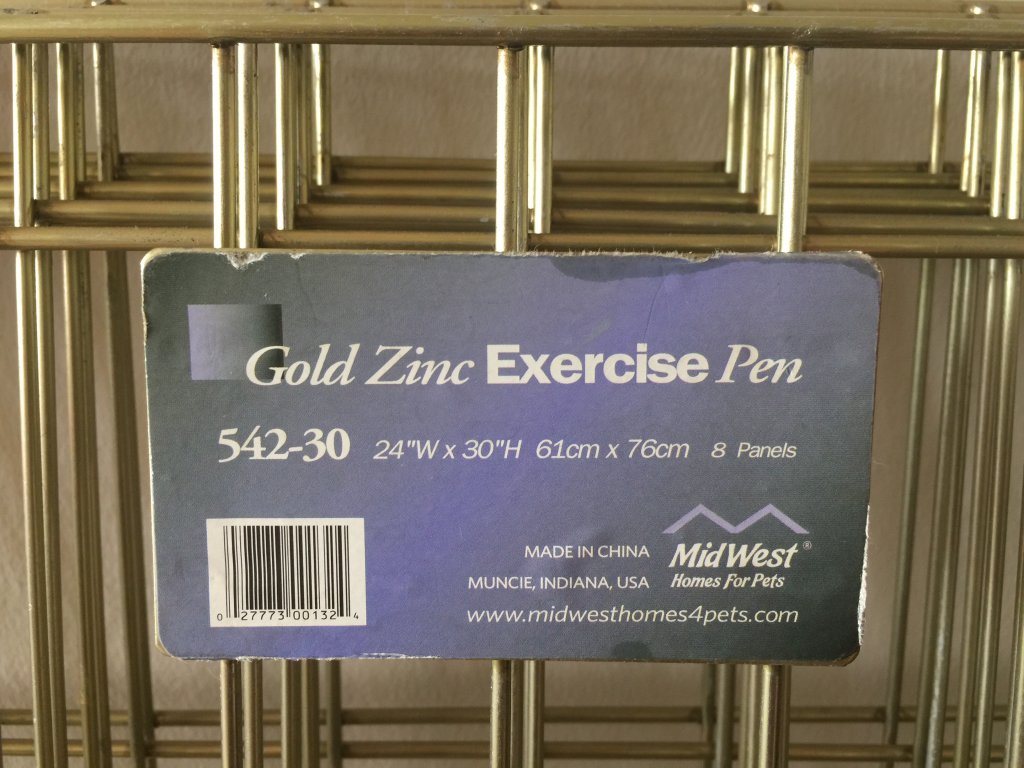 Gold Zinc Exercise Pen
542-30 24"W x 30"H 61cm x 76cm 8 Panels
MADE IN CHINA
MUNCIE, INDIANA, USA
www.midwesthomes4pets.com
MidWest®
Homes For Pets
0 27773 00132 4